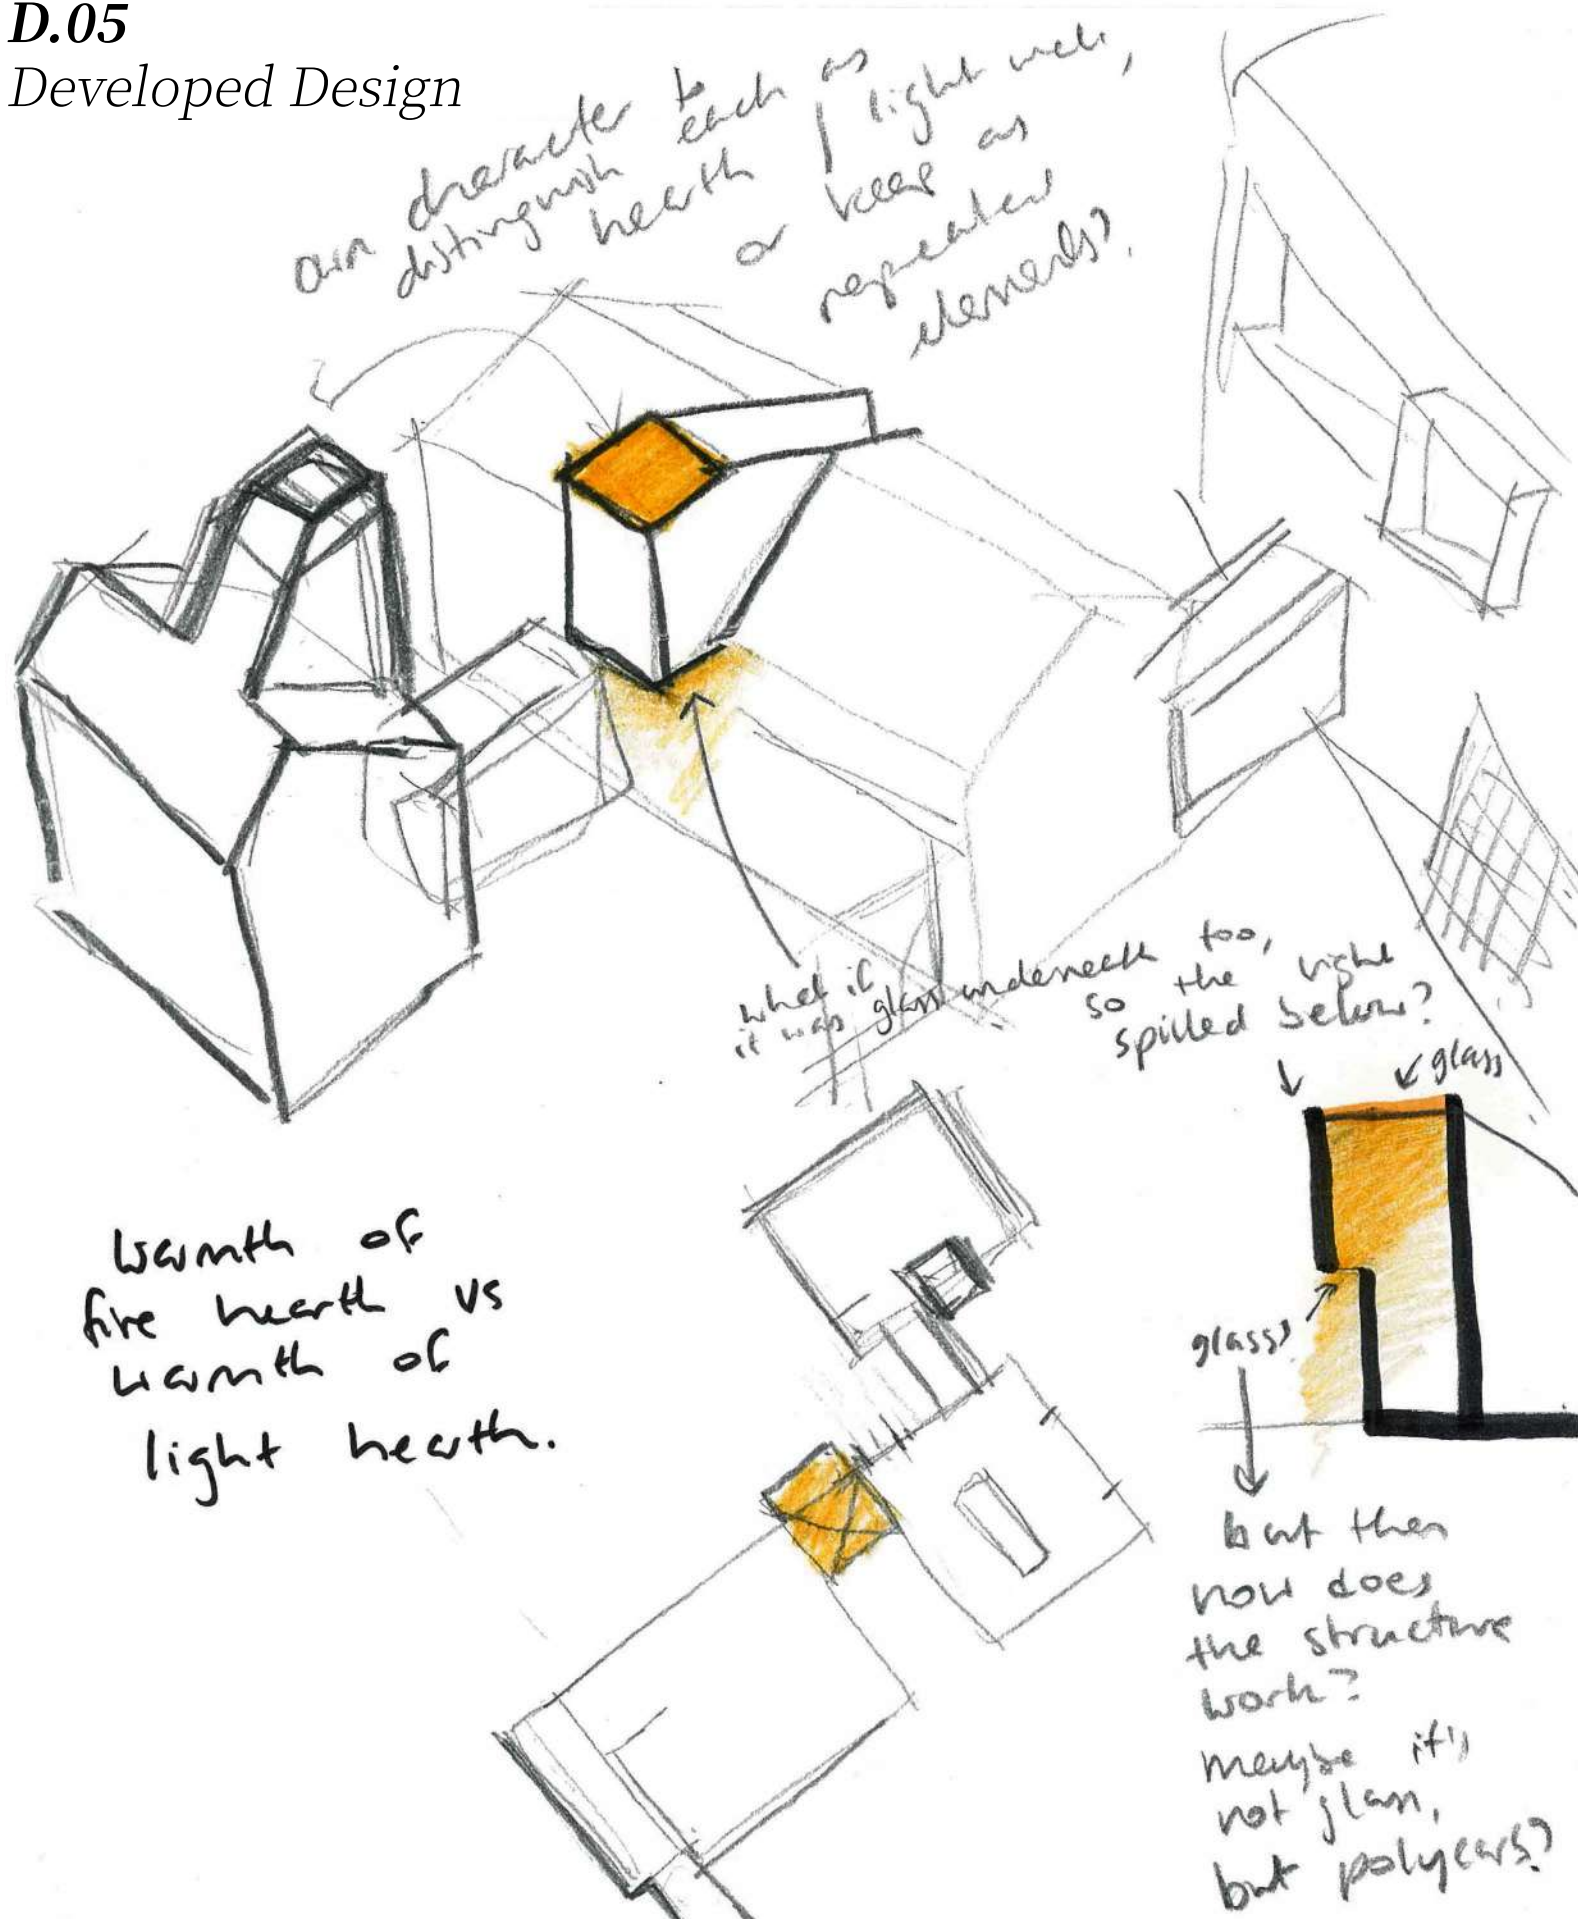 D.05
Developed Design
own character to
distinguish each as
hearth / light well,
or keep as
repeated
elements?
what if
it was glass underneath too,
so the light
spilled below?
glass
warmth of
fire hearth vs
warmth of
light hearth.
glass?
but then
how does
the structure
work?
maybe it's
not glass,
but polycarb?